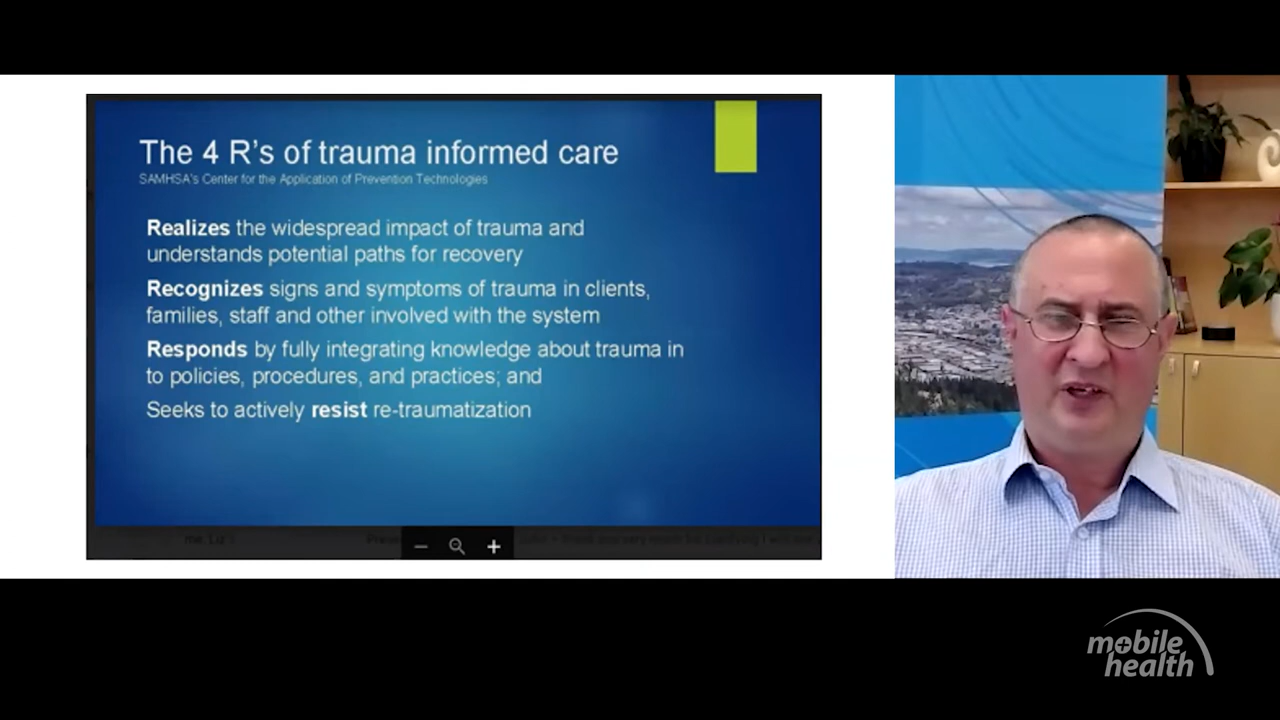 The 4 R's of trauma informed care
SAMHSA's Center for the Application of Prevention Technologies
Realizes the widespread impact of trauma and
understands potential paths for recovery
Recognizes signs and symptoms of trauma in clients,
families, staff and other involved with the system
Responds by fully integrating knowledge about trauma in
to policies, procedures, and practices; and
Seeks to actively resist re-traumatization
mobile
health